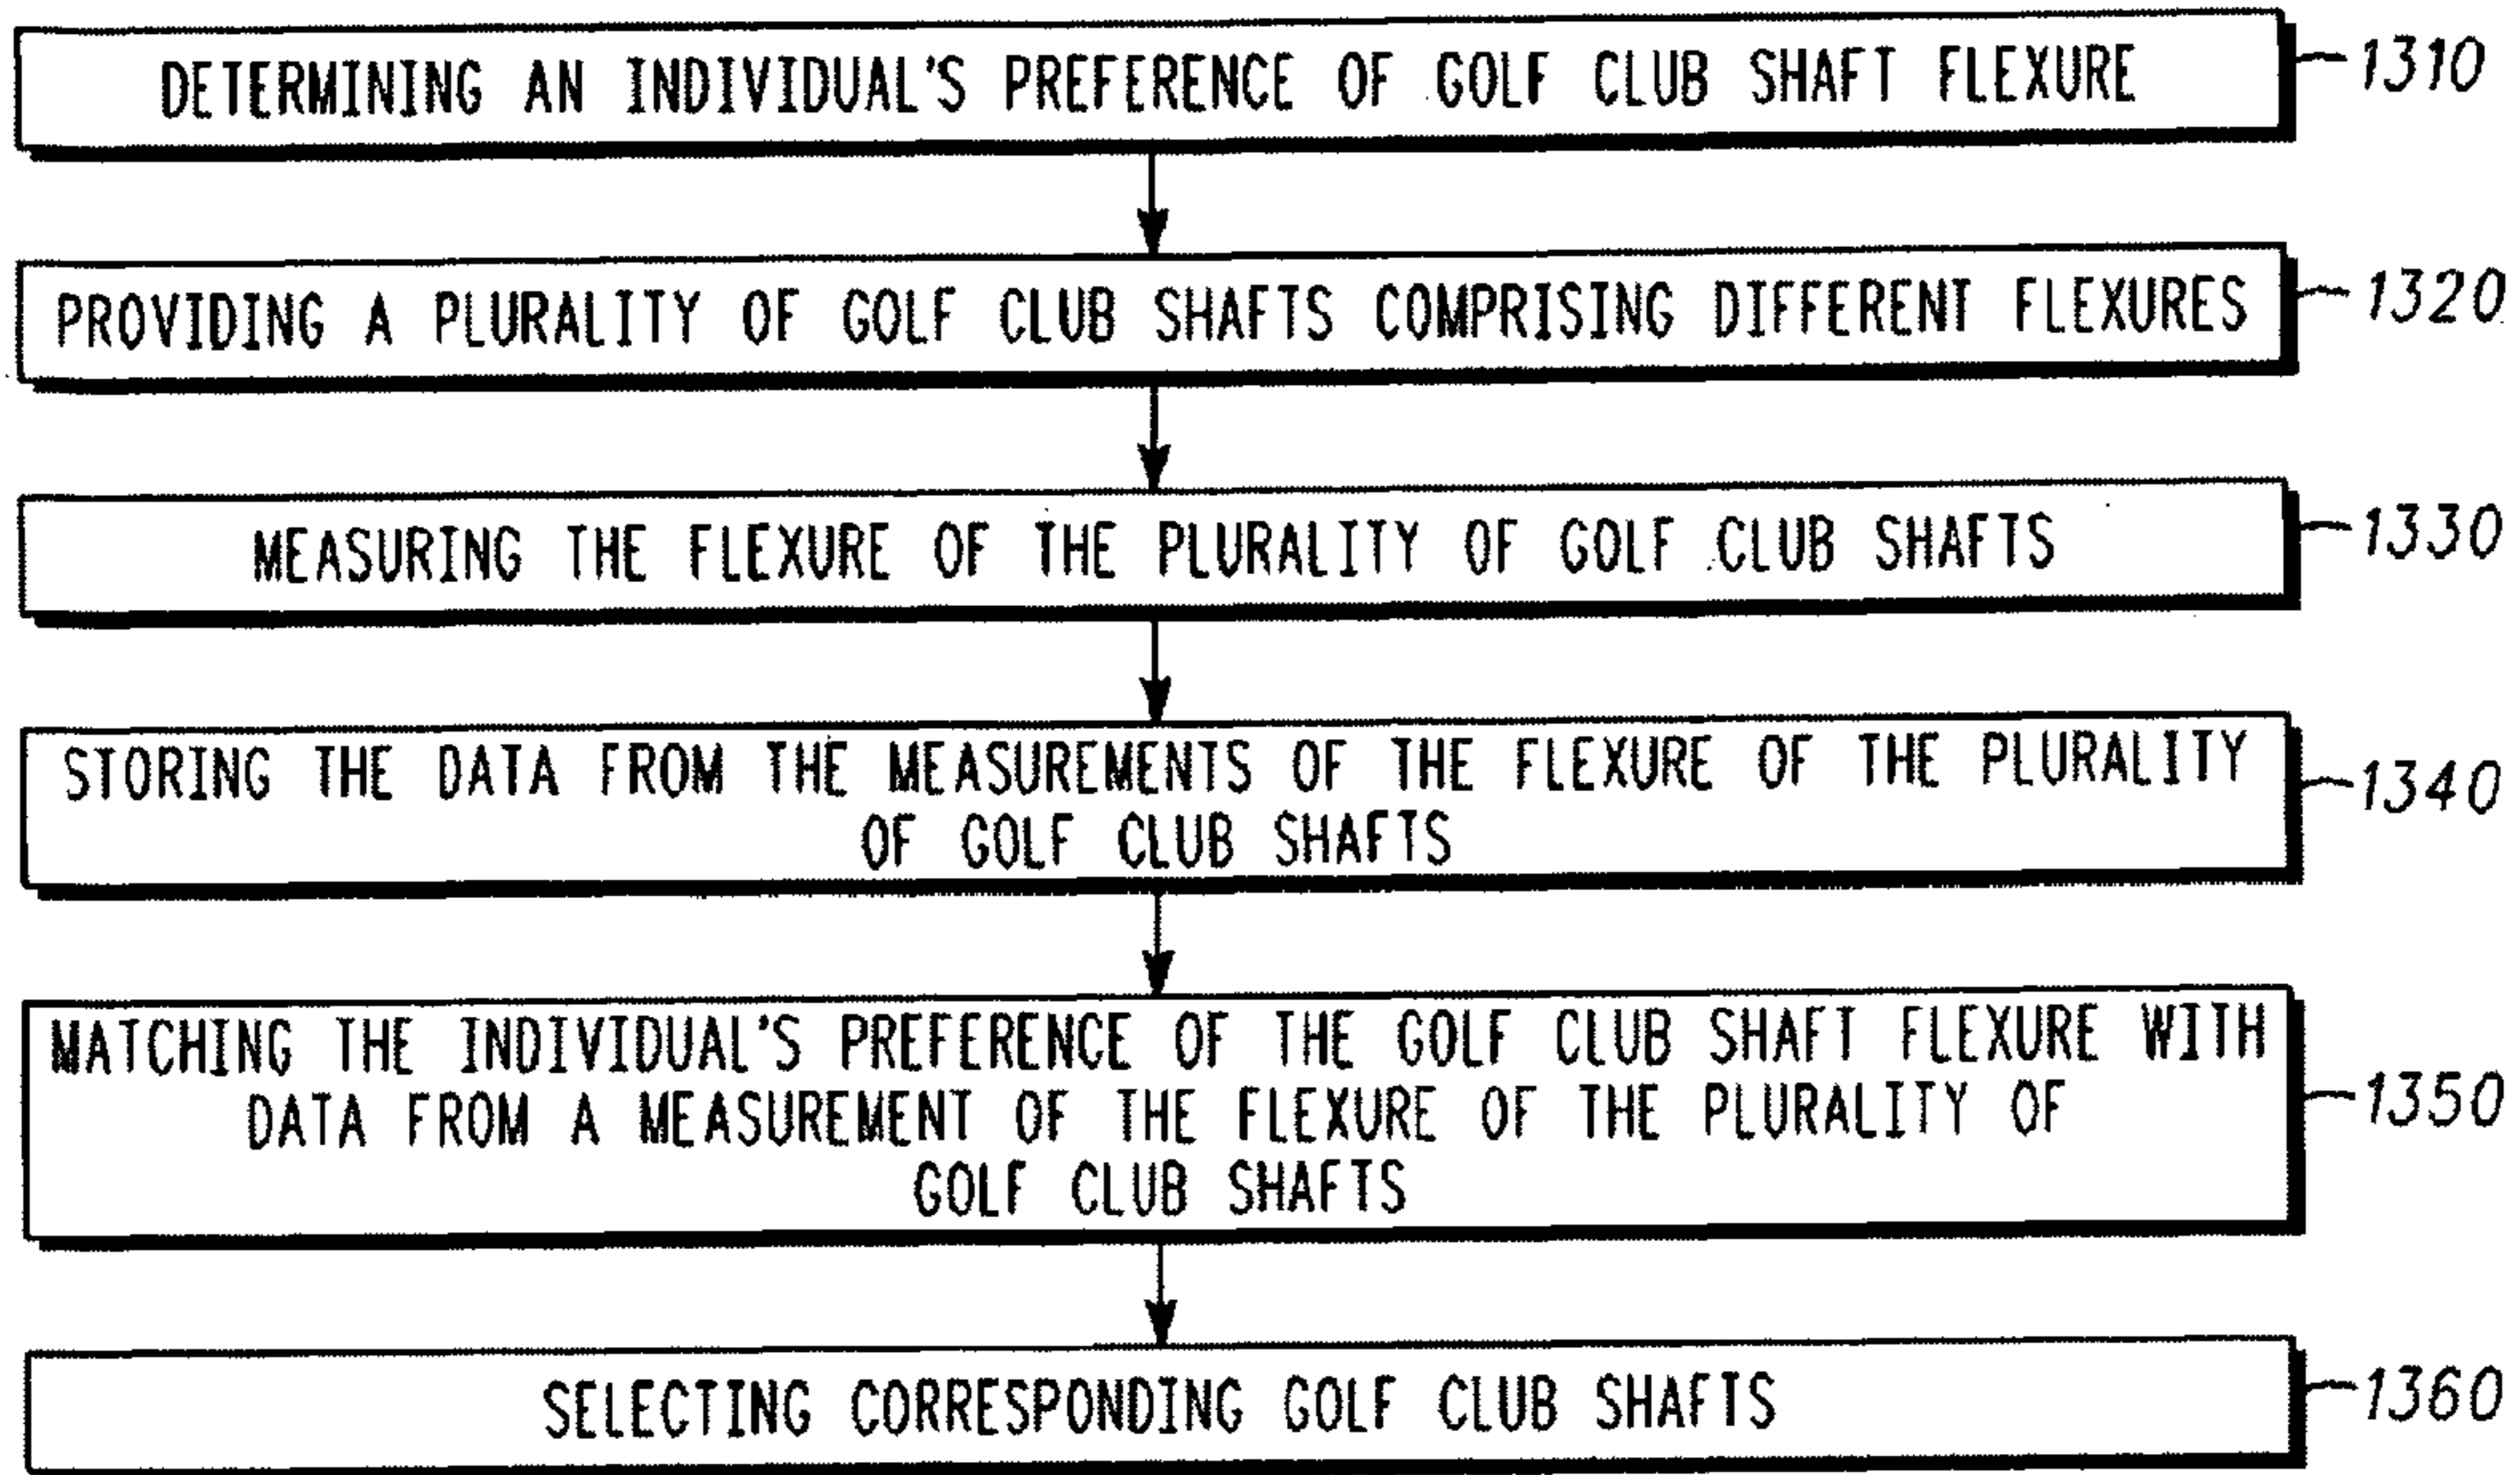 DETERMINING AN INDIVIDUAL'S PREFERENCE OF GOLF CLUB SHAFT FLEXURE 1310
PROVIDING A PLURALITY OF GOLF CLUB SHAFTS COMPRISING DIFFERENT FLEXURES 1320
MEASURING THE FLEXURE OF THE PLURALITY OF GOLF CLUB SHAFTS 1330
STORING THE DATA FROM THE MEASUREMENTS OF THE FLEXURE OF THE PLURALITY
OF GOLF CLUB SHAFTS
1340
MATCHING THE INDIVIDUAL'S PREFERENCE OF THE GOLF CLUB SHAFT FLEXURE WITH
DATA FROM A MEASUREMENT OF THE FLEXURE OF THE PLURALITY OF
GOLF CLUB SHAFTS
1350
SELECTING CORRESPONDING GOLF CLUB SHAFTS 1360